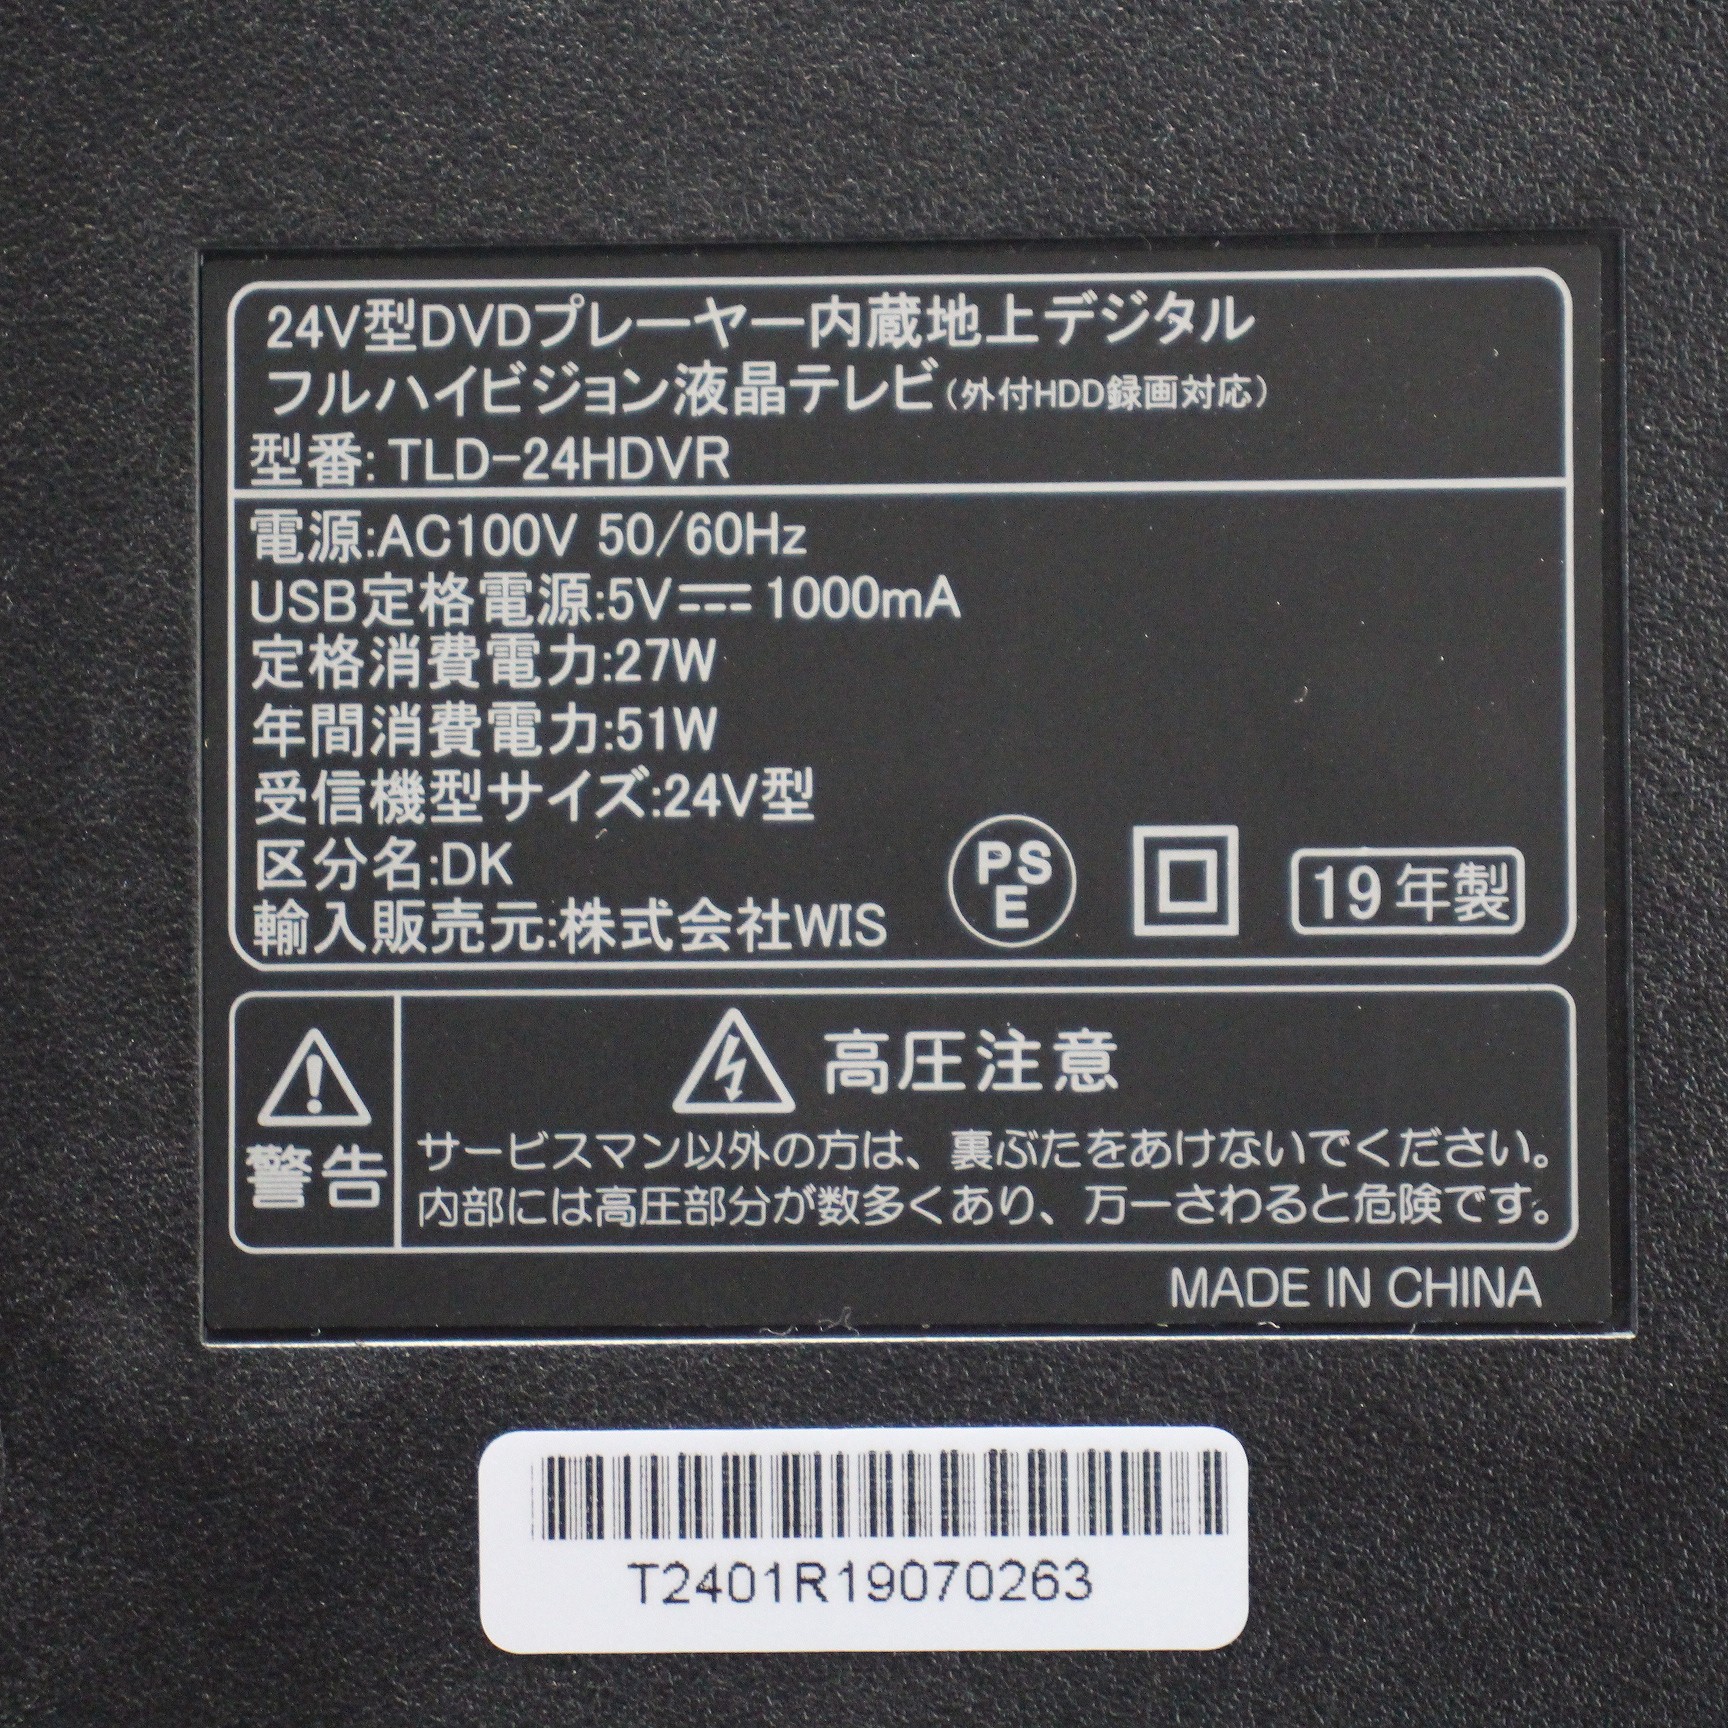 24V型DVDプレーヤー内蔵地上デジタル
フルハイビジョン液晶テレビ(外付HDD録画対応)
型番: TLD-24HDVR
電源:AC100V 50/60Hz
USB定格電源:5V⎓1000mA
定格消費電力:27W
年間消費電力:51W
受信機型サイズ:24V型
区分名:DK
輸入販売元:株式会社WIS
PS
E
19年製
警告
高圧注意
サービスマン以外の方は、裏ぶたをあけないでください。
内部には高圧部分が数多くあり、万一さわると危険です。
MADE IN CHINA
T2401R19070263